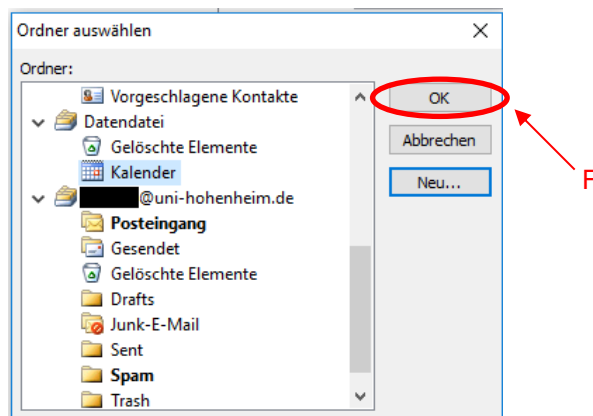 Ordner auswählen
Ordner:
Vorgeschlagene Kontakte
Datendatei
Gelöschte Elemente
Kalender
@uni-hohenheim.de
Posteingang
Gesendet
Gelöschte Elemente
Drafts
Junk-E-Mail
Sent
Spam
Trash
OK
Abbrechen
Neu...
F